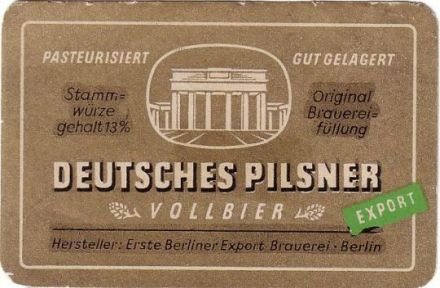 PASTEURISIERT
GUT GELAGERT
Stamm=
würze
gehalt 13%
Original
Brauerei=
füllung
DEUTSCHES PILSNER
VOLLBIER
EXPORT
Hersteller: Erste Berliner Export Brauerei · Berlin